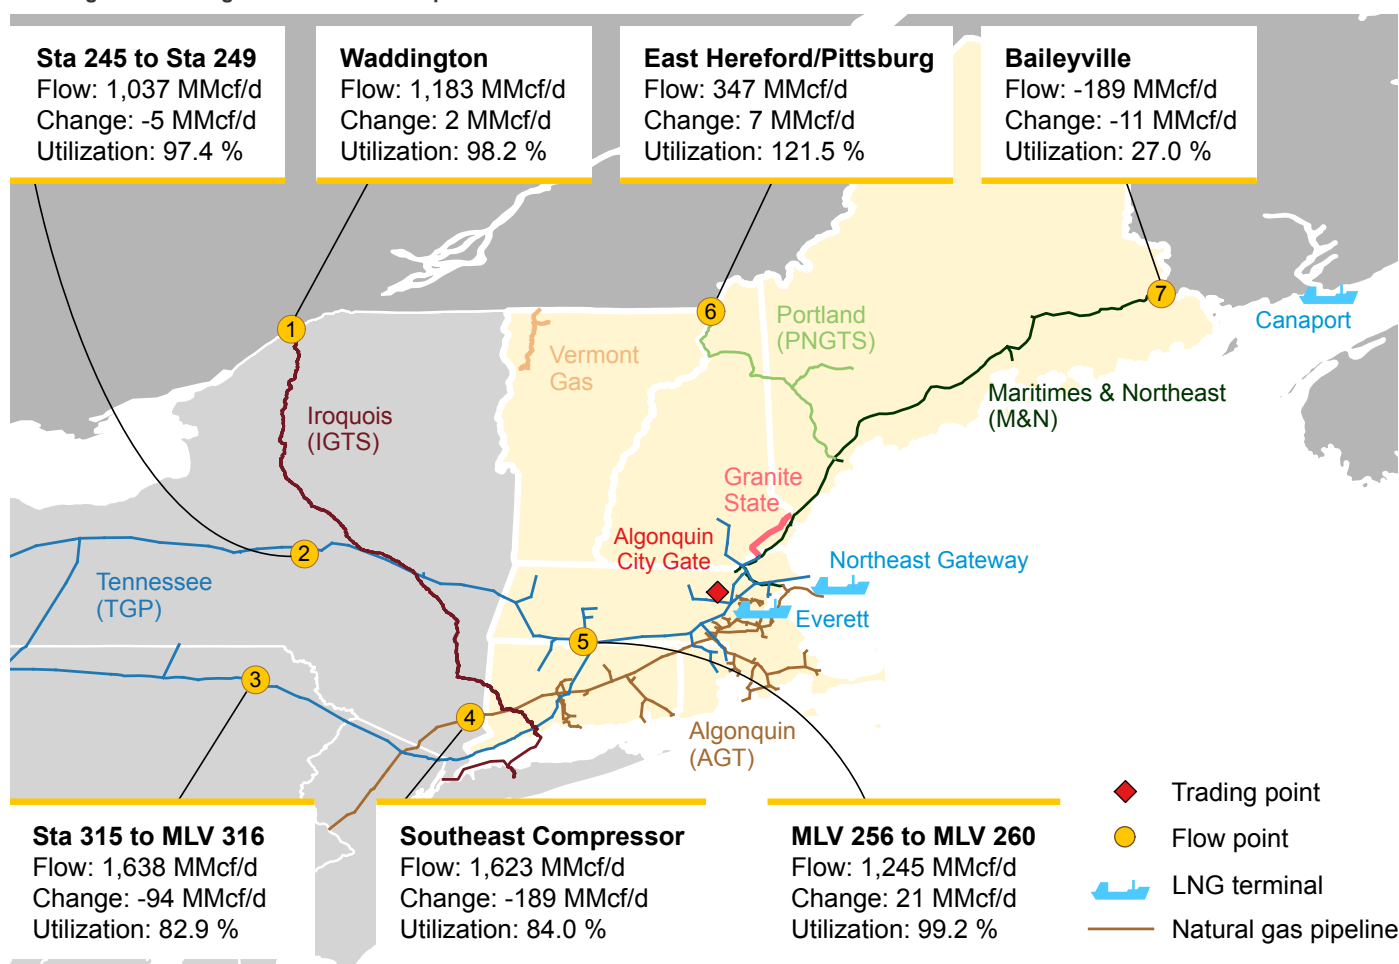 Sta 245 to Sta 249
Flow: 1,037 MMcf/d
Change: -5 MMcf/d
Utilization: 97.4 %
Waddington
Flow: 1,183 MMcf/d
Change: 2 MMcf/d
Utilization: 98.2 %
East Hereford/Pittsburg
Flow: 347 MMcf/d
Change: 7 MMcf/d
Utilization: 121.5 %
Baileyville
Flow: -189 MMcf/d
Change: -11 MMcf/d
Utilization: 27.0 %
1
6
7
Canaport
Portland
(PNGTS)
Vermont
Gas
Maritimes & Northeast
(M&N)
Iroquois
(IGTS)
Granite
State
Algonquin
City Gate
2
Northeast Gateway
Tennessee
(TGP)
Everett
5
3
4
Algonquin
(AGT)
Sta 315 to MLV 316
Flow: 1,638 MMcf/d
Change: -94 MMcf/d
Utilization: 82.9 %
Southeast Compressor
Flow: 1,623 MMcf/d
Change: -189 MMcf/d
Utilization: 84.0 %
MLV 256 to MLV 260
Flow: 1,245 MMcf/d
Change: 21 MMcf/d
Utilization: 99.2 %
Trading point
Flow point
LNG terminal
Natural gas pipeline